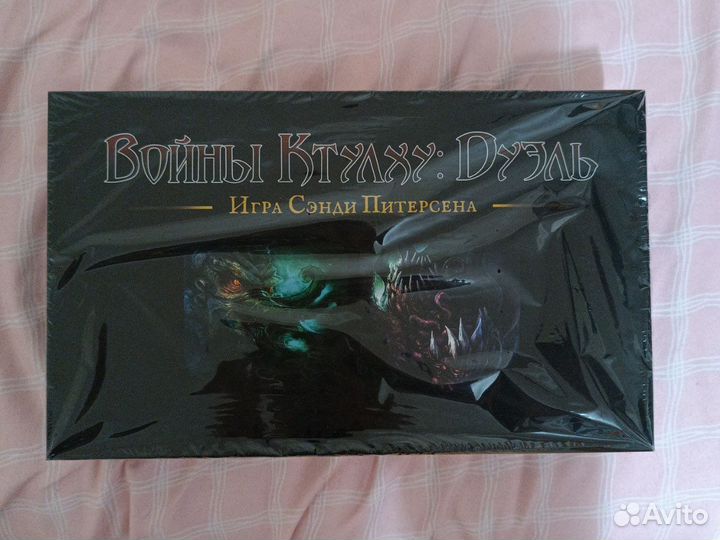 Войны Ктулху: Дуэль
Игра Сэнди Питерсена
Avito